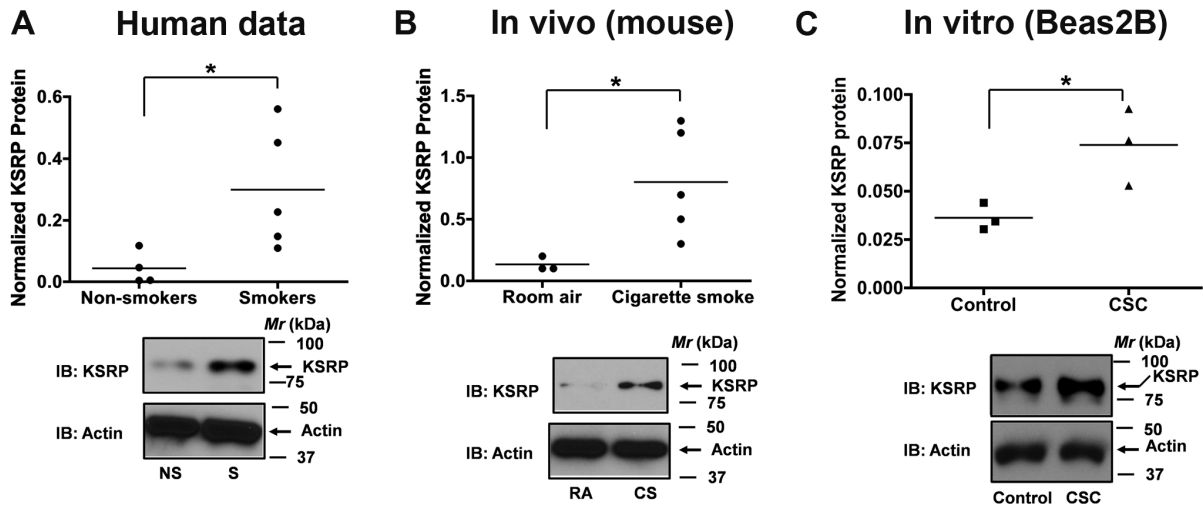 A Human data
Normalized KSRP Protein
0.6
0.4
0.2
0.0
*
Non-smokers Smokers
Mr (kDa)
IB: KSRP
100
KSRP
75
IB: Actin
50
Actin
37
NS S
B In vivo (mouse)
Normalized KSRP Protein
1.5
1.0
0.5
0.0
*
Room air Cigarette smoke
Mr (kDa)
IB: KSRP
100
KSRP
75
IB: Actin
50
Actin
37
RA CS
C In vitro (Beas2B)
Normalized KSRP protein
0.100
0.075
0.050
0.025
0.000
*
Control CSC
Mr (kDa)
IB: KSRP
100
KSRP
75
IB: Actin
50
Actin
37
Control CSC